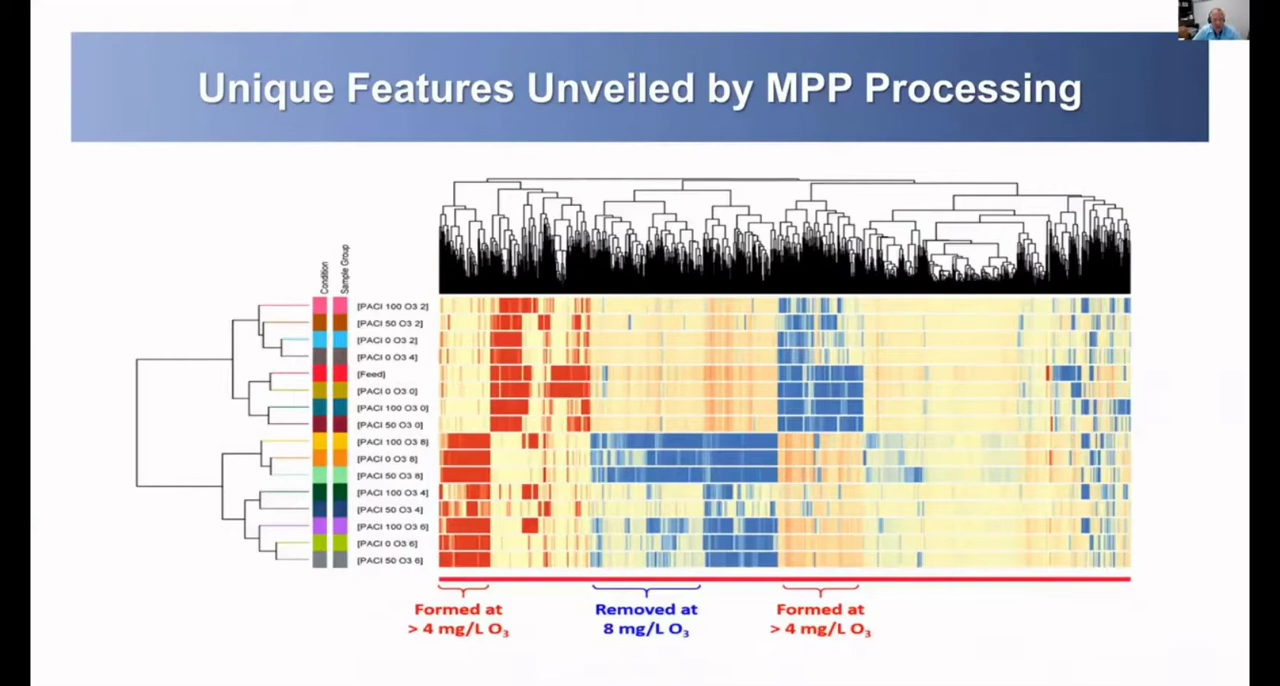 Unique Features Unveiled by MPP Processing
Condition
Sample Group
[PACl 100 O3 2]
[PACl 50 O3 2]
[PACl 0 O3 2]
[PACl 0 O3 4]
[Feed]
[PACl 0 O3 0]
[PACl 100 O3 0]
[PACl 50 O3 0]
[PACl 100 O3 8]
[PACl 0 O3 8]
[PACl 50 O3 8]
[PACl 100 O3 4]
[PACl 50 O3 4]
[PACl 100 O3 6]
[PACl 0 O3 6]
[PACl 50 O3 6]
Formed at
> 4 mg/L O₃
Removed at
8 mg/L O₃
Formed at
> 4 mg/L O₃